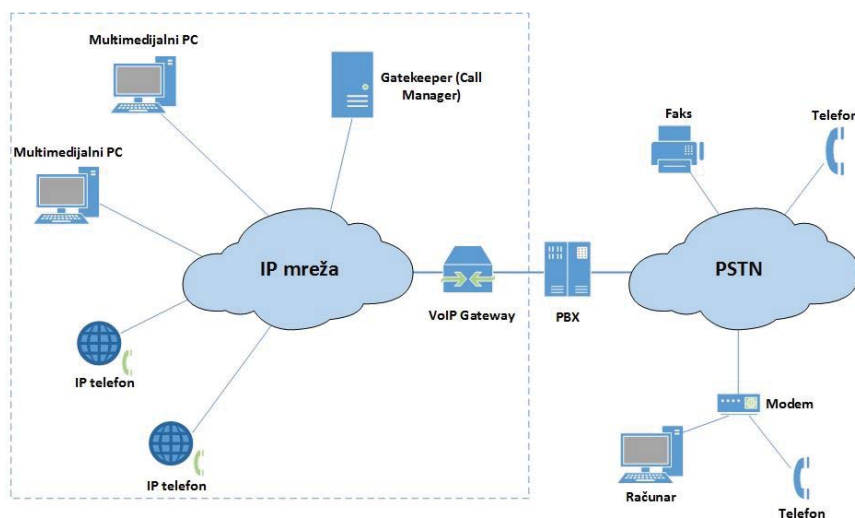 Multimedijalni PC
Gatekeeper (Call
Manager)
Multimedijalni PC
IP mreža
VoIP Gateway
IP telefon
IP telefon
PBX
Faks
Telefon
PSTN
Modem
Računar
Telefon